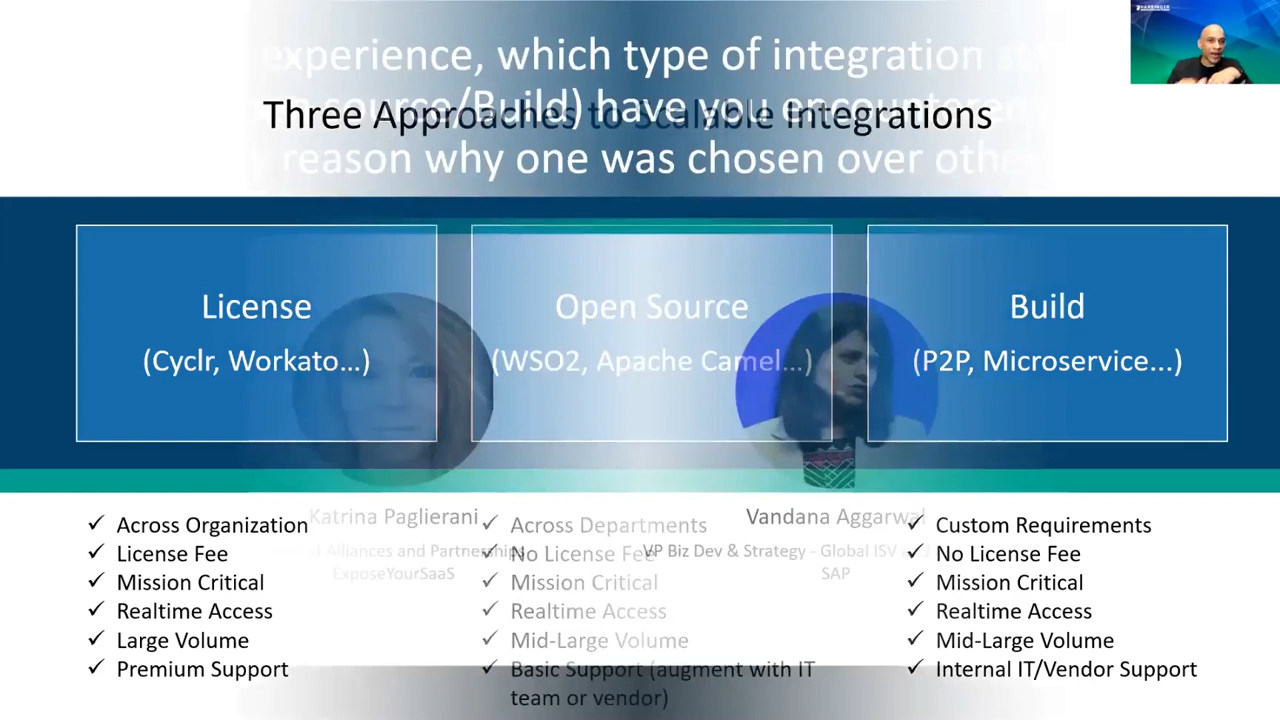 HARBINGER
experience, which type of integration
Three Approaches to Scalable Integrations
source/Build) have you encountere
reason why one was chosen over othe
License
(Cyclr, Workato...)
Open Source
(WSO2, Apache Camel...)
Build
(P2P, Microservice...)
✓ Across Organization
✓ License Fee
✓ Mission Critical
✓ Realtime Access
✓ Large Volume
✓ Premium Support
✓ Across Departments
✓ No License Fee
✓ Mission Critical
✓ Realtime Access
✓ Mid-Large Volume
✓ Basic Support (augment with IT
team or vendor)
✓ Custom Requirements
✓ No License Fee
✓ Mission Critical
✓ Realtime Access
✓ Mid-Large Volume
✓ Internal IT/Vendor Support
Katrina Paglierani
Alliances and Partnerships
ExposeYourSaaS
Vandana Aggarwal
VP Biz Dev & Strategy - Global ISV
SAP